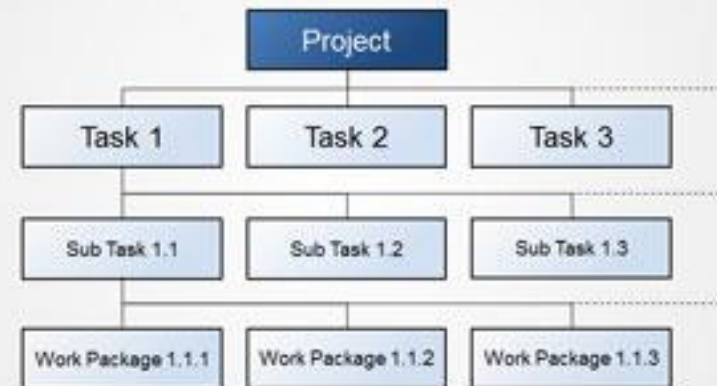 Project
Task 1
Task 2
Task 3
Sub Task 1.1
Sub Task 1.2
Sub Task 1.3
Work Package 1.1.1
Work Package 1.1.2
Work Package 1.1.3